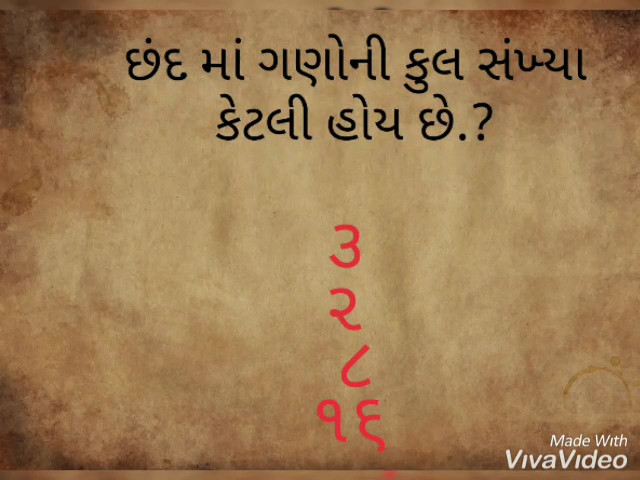 છંદ માં ગણોની કુલ સંખ્યા
કેટલી હોય છે.?
૩
૨
૮
૧૬
Made With
VivaVideo